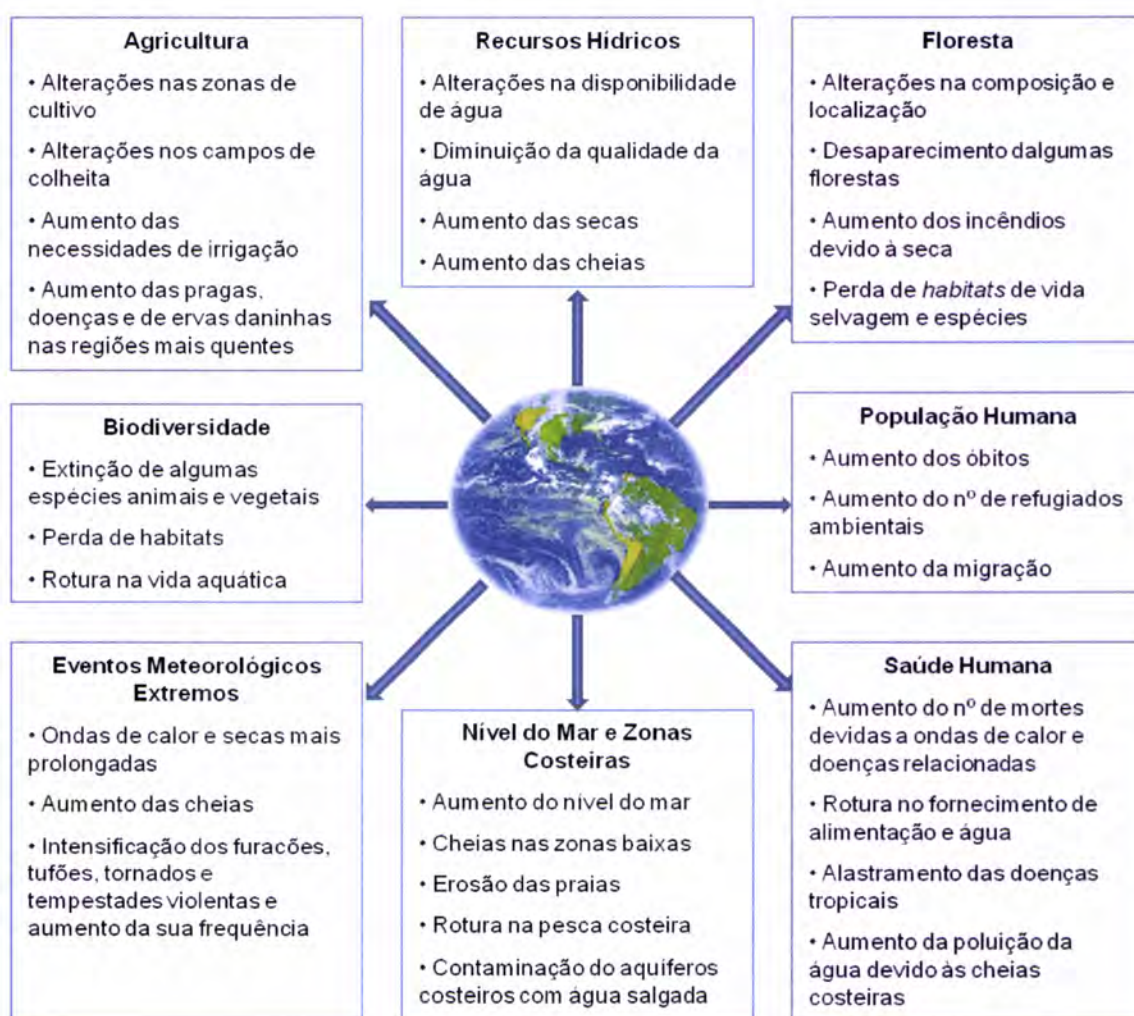 Agricultura
• Alterações nas zonas de
cultivo
• Alterações nos campos de
colheita
• Aumento das
necessidades de irrigação
• Aumento das pragas,
doenças e de ervas daninhas
nas regiões mais quentes
Recursos Hídricos
• Alterações na disponibilidade
de água
• Diminuição da qualidade da
água
• Aumento das secas
• Aumento das cheias
Floresta
• Alterações na composição e
localização
• Desaparecimento dalgumas
florestas
• Aumento dos incêndios
devido à seca
• Perda de habitats de vida
selvagem e espécies
Biodiversidade
• Extinção de algumas
espécies animais e vegetais
• Perda de habitats
• Rotura na vida aquática
População Humana
• Aumento dos óbitos
• Aumento do nº de refugiados
ambientais
• Aumento da migração
Eventos Meteorológicos
Extremos
• Ondas de calor e secas mais
prolongadas
• Aumento das cheias
• Intensificação dos furacões,
tufões, tornados e
tempestades violentas e
aumento da sua frequência
Nível do Mar e Zonas
Costeiras
• Aumento do nível do mar
• Cheias nas zonas baixas
• Erosão das praias
• Rotura na pesca costeira
• Contaminação do aquíferos
costeiros com água salgada
Saúde Humana
• Aumento do nº de mortes
devidas a ondas de calor e
doenças relacionadas
• Rotura no fornecimento de
alimentação e água
• Alastramento das doenças
tropicais
• Aumento da poluição da
água devido às cheias
costeiras